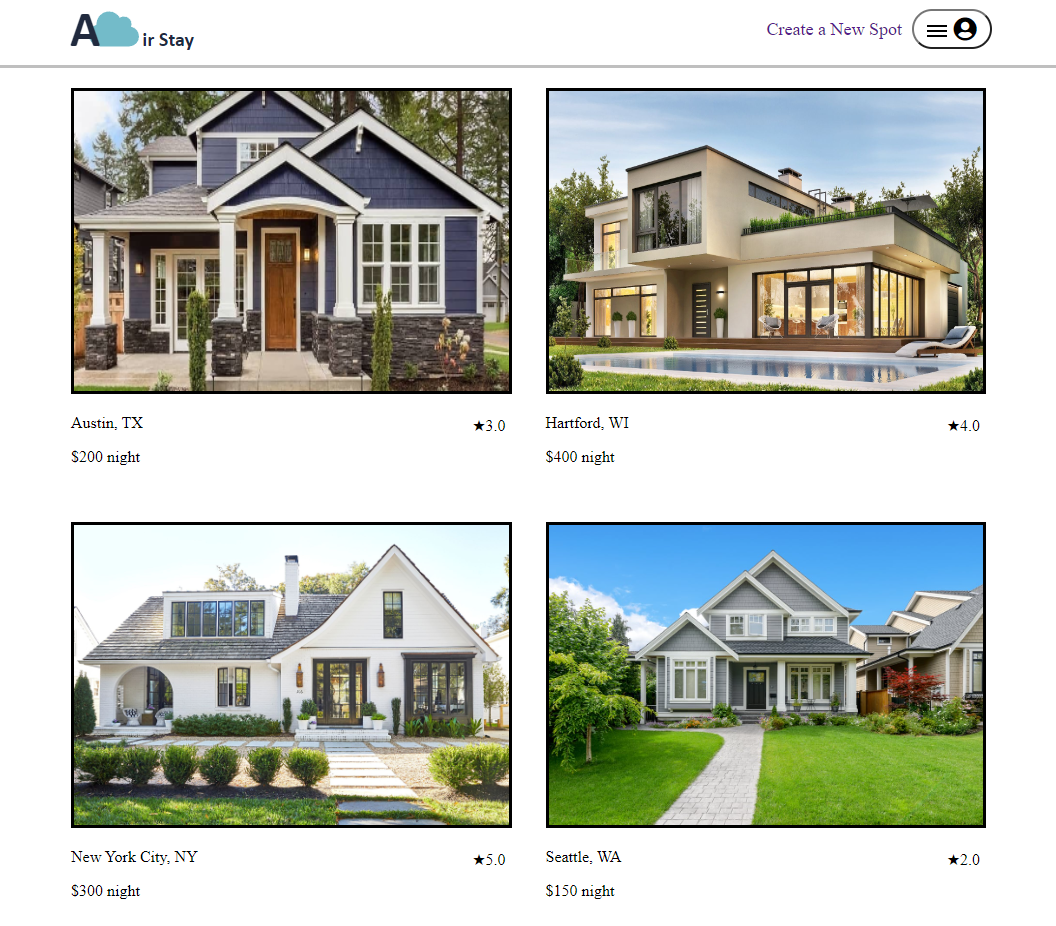 A ir Stay
Create a New Spot
Austin, TX
★3.0
$200 night
Hartford, WI
★4.0
$400 night
New York City, NY
★5.0
$300 night
Seattle, WA
★2.0
$150 night